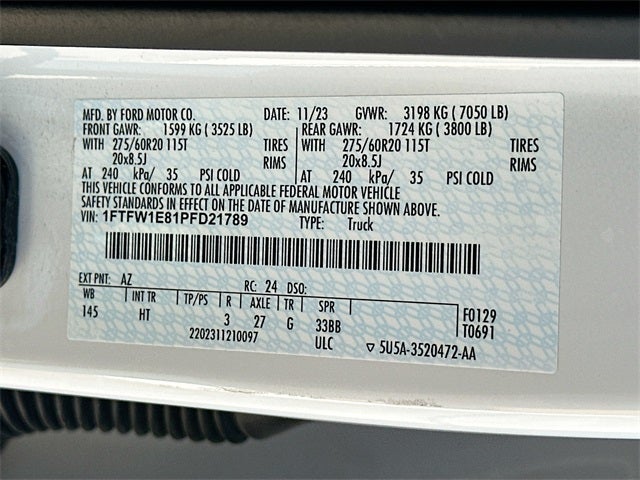 MFD. BY FORD MOTOR CO. DATE: 11/23 GVWR: 3198 KG ( 7050 LB)
FRONT GAWR: 1599 KG ( 3525 LB) REAR GAWR: 1724 KG ( 3800 LB)
WITH 275/60R20 115T TIRES WITH 275/60R20 115T TIRES
20x8.5J RIMS 20x8.5J RIMS
AT 240 kPa/ 35 PSI COLD AT 240 kPa/ 35 PSI COLD
THIS VEHICLE CONFORMS TO ALL APPLICABLE FEDERAL MOTOR VEHICLE
SAFETY STANDARDS IN EFFECT ON THE DATE OF MANUFACTURE SHOWN ABOVE.
VIN: 1FTFW1E81PFD21789 TYPE: Truck
EXT PNT: AZ RC: 24 DSO:
WB INT TR TP/PS R AXLE TR SPR F0129
145 HT 3 27 G 33BB T0691
2202311210097 ULC ▽ 5U5A-3520472-AA